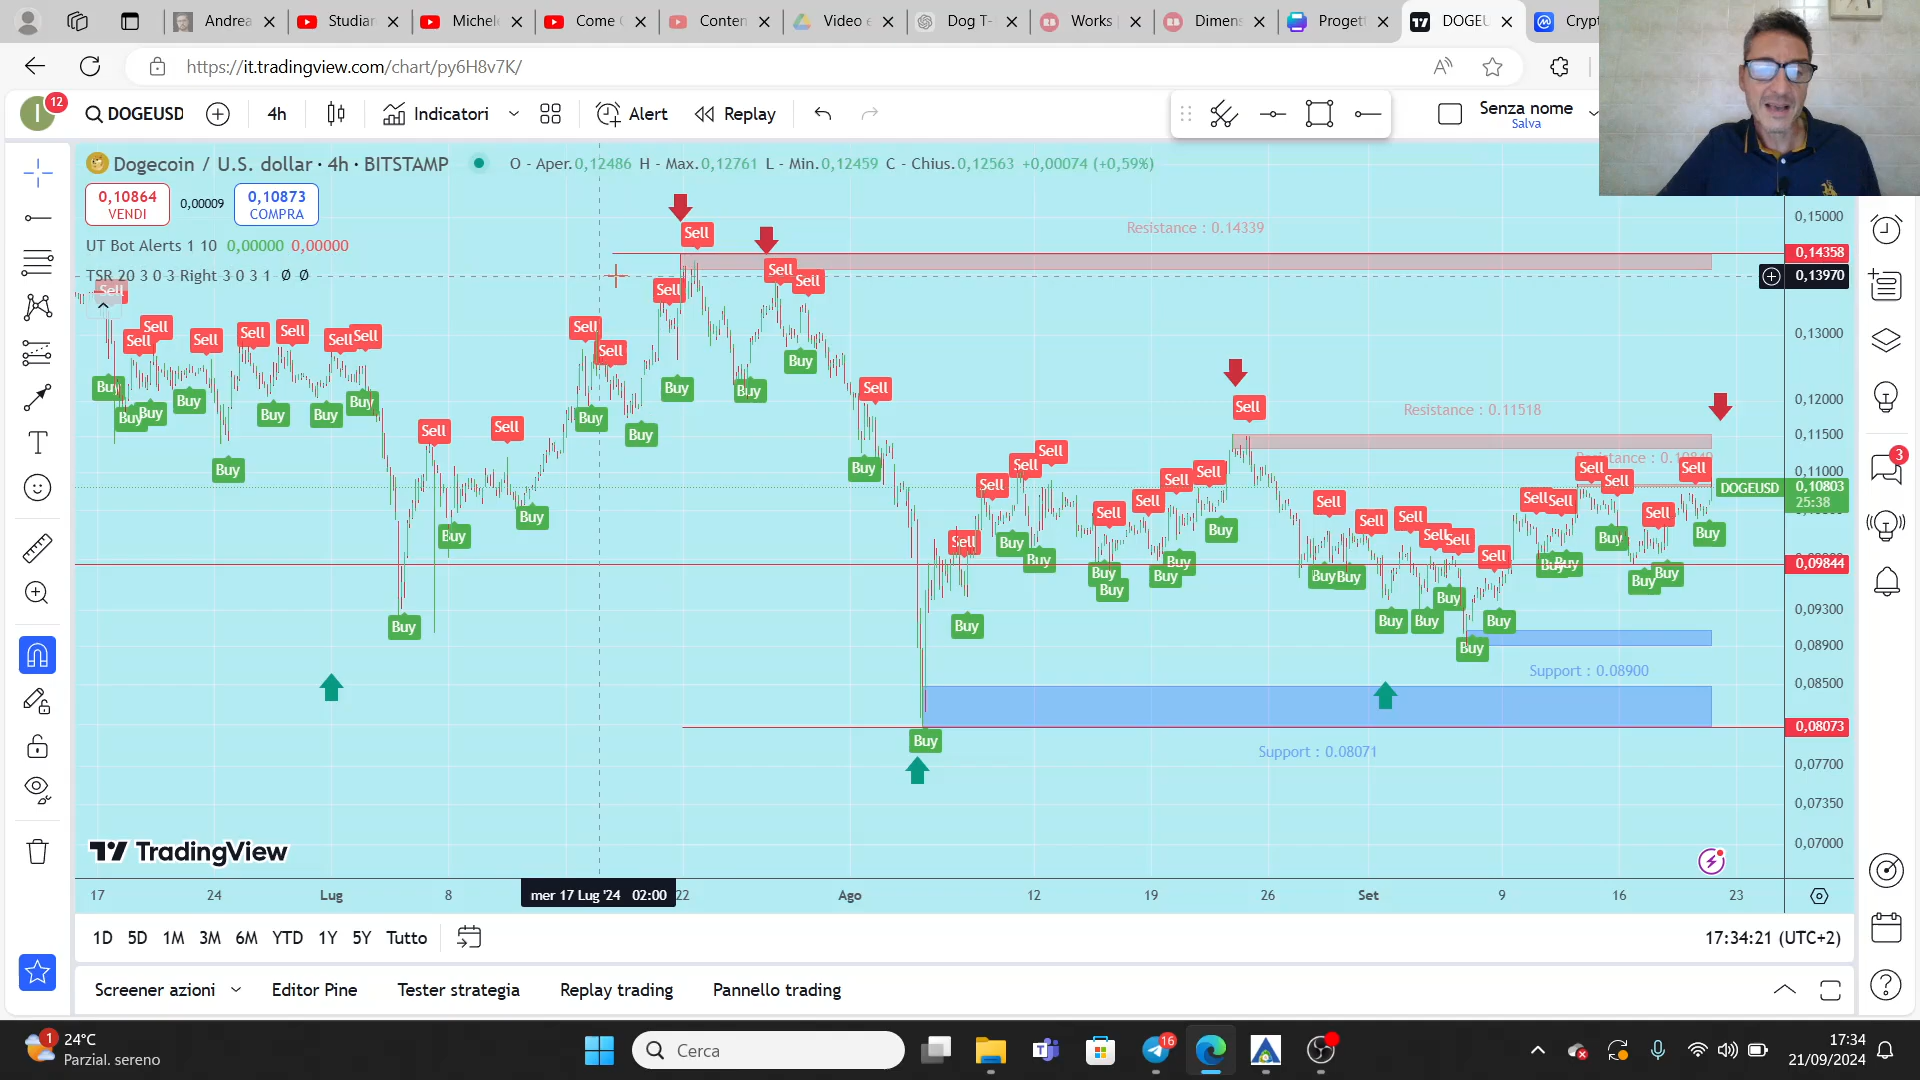 Andrea
Studiar
Michele
Come
Conten
Video e
Dog T-
Works
Dimens
Progett
DOGEU
Crypt
https://it.tradingview.com/chart/py6H8v7K/
12
DOGEUSD
4h
Indicatori
Alert
Replay
Senza nome
Salva
Dogecoin / U.S. dollar · 4h · BITSTAMP
O - Aper.0,12486 H - Max.0,12761 L - Min.0,12459 C - Chius.0,12563 +0,00074 (+0,59%)
0,10864
VENDI
0,00009
0,10873
COMPRA
UT Bot Alerts 1 10 0,00000 0,00000
TSR 20 3 0 3 Right 3 0 3 1 Ø Ø
Resistance : 0.14339
Resistance : 0.11518
Support : 0.08900
Support : 0.08071
Sell
Buy
0,15000
0,14358
0,13970
0,13000
0,12000
0,11500
0,11000
DOGEUSD
0,10803
25:38
0,09844
0,09300
0,08900
0,08500
0,08073
0,07700
0,07350
0,07000
3
TradingView
17
24
Lug
8
mer 17 Lug '24 02:00
22
Ago
12
19
26
Set
9
16
23
1D
5D
1M
3M
6M
YTD
1Y
5Y
Tutto
17:34:21 (UTC+2)
Screener azioni
Editor Pine
Tester strategia
Replay trading
Pannello trading
1
24°C
Parzial. sereno
Cerca
16
17:34
21/09/2024